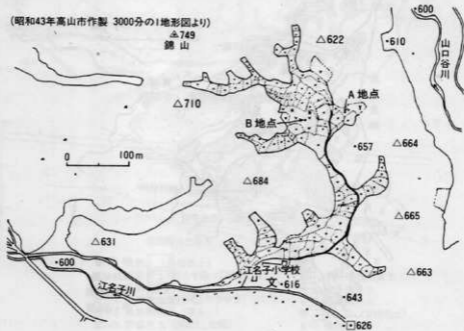 (昭和43年高山市作製 3000分の1地形図より)
△749
錦山
△622
・600
・610
山口谷川
△710
A地点
B地点
0 100m
・657
△664
△684
△665
△631
・600
江名子川
江名子小学校
文
・616
△663
・643
626